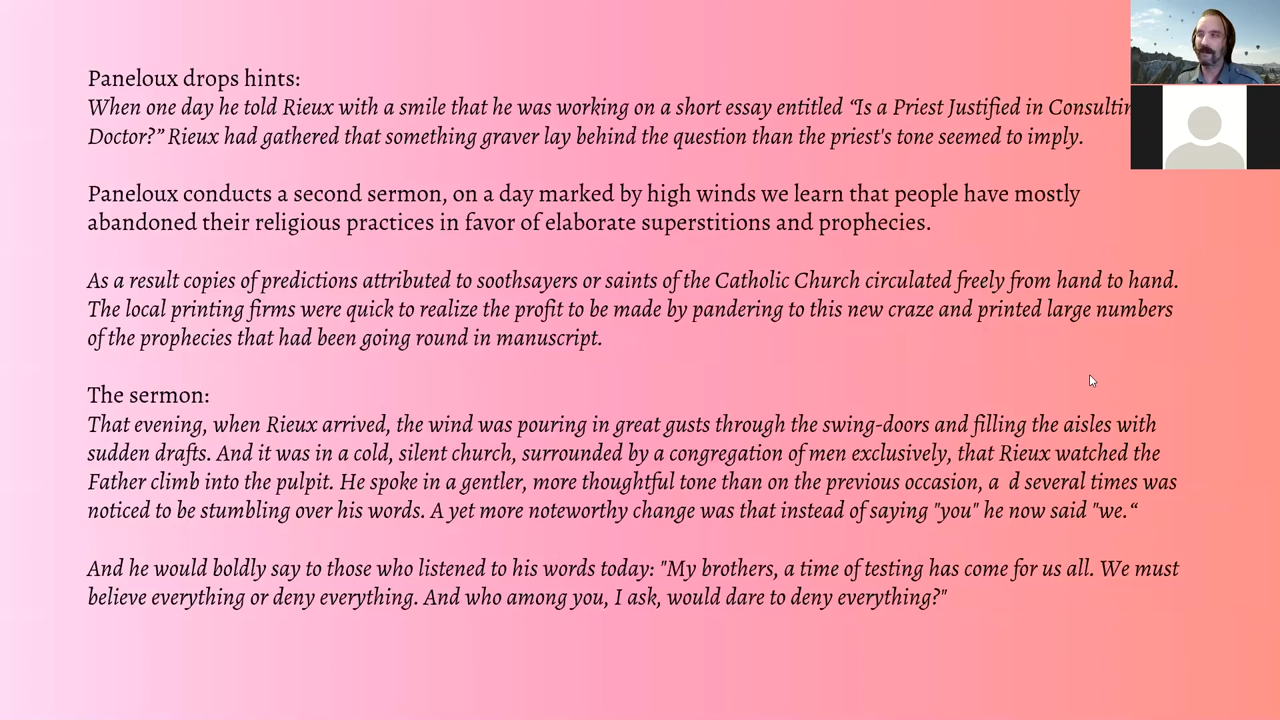 Paneloux drops hints:
When one day he told Rieux with a smile that he was working on a short essay entitled “Is a Priest Justified in
Doctor?” Rieux had gathered that something graver lay behind the question than the priest's tone seemed to imply.
Paneloux conducts a second sermon, on a day marked by high winds we learn that people have mostly
abandoned their religious practices in favor of elaborate superstitions and prophecies.
As a result copies of predictions attributed to soothsayers or saints of the Catholic Church circulated freely from hand to hand.
The local printing firms were quick to realize the profit to be made by pandering to this new craze and printed large numbers
of the prophecies that had been going round in manuscript.
The sermon:
That evening, when Rieux arrived, the wind was pouring in great gusts through the swing-doors and filling the aisles with
sudden drafts. And it was in a cold, silent church, surrounded by a congregation of men exclusively, that Rieux watched the
Father climb into the pulpit. He spoke in a gentler, more thoughtful tone than on the previous occasion, a d several times was
noticed to be stumbling over his words. A yet more noteworthy change was that instead of saying "you" he now said "we.“
And he would boldly say to those who listened to his words today: "My brothers, a time of testing has come for us all. We must
believe everything or deny everything. And who among you, I ask, would dare to deny everything?"